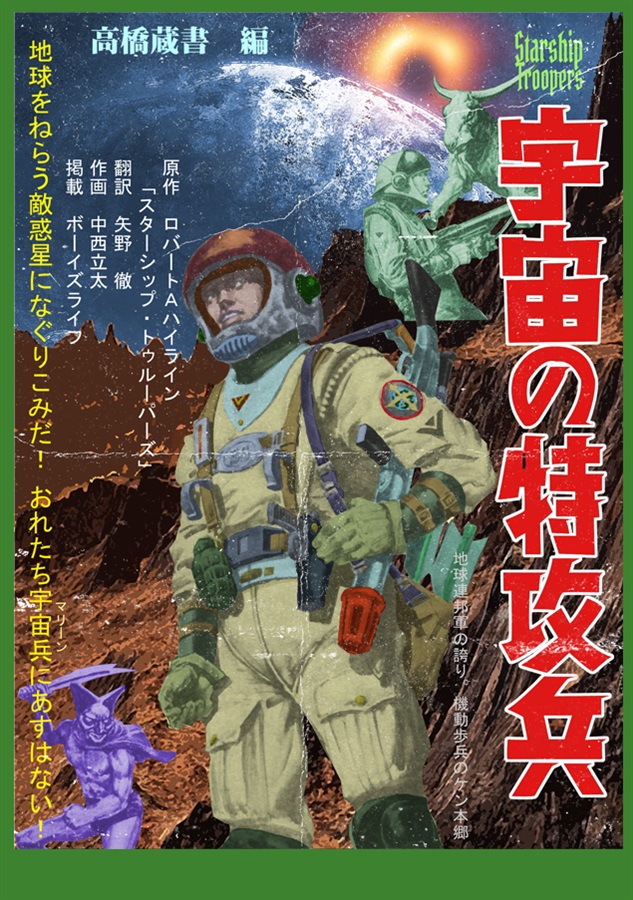 高橋蔵書 編
Starship
Troopers
宇宙の特攻兵
原作 ロバートAハイライン
「スターシップ・トゥルーパーズ」
翻訳 矢野 徹
作画 中西立太
掲載 ボーイズライフ
地球をねらう敵惑星になぐりこみだ! おれたち宇宙兵にあすはない!
マリーン
地球連邦軍の誇り。機動歩兵のケン本郷